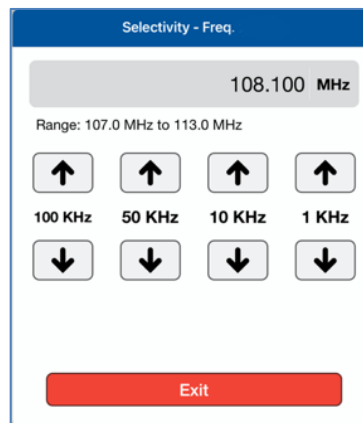 Selectivity - Freq.
108.100 MHz
Range: 107.0 MHz to 113.0 MHz
100 KHz 50 KHz 10 KHz 1 KHz
Exit